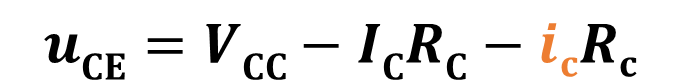 u_CE = V_CC − I_C R_C − i_c R_c